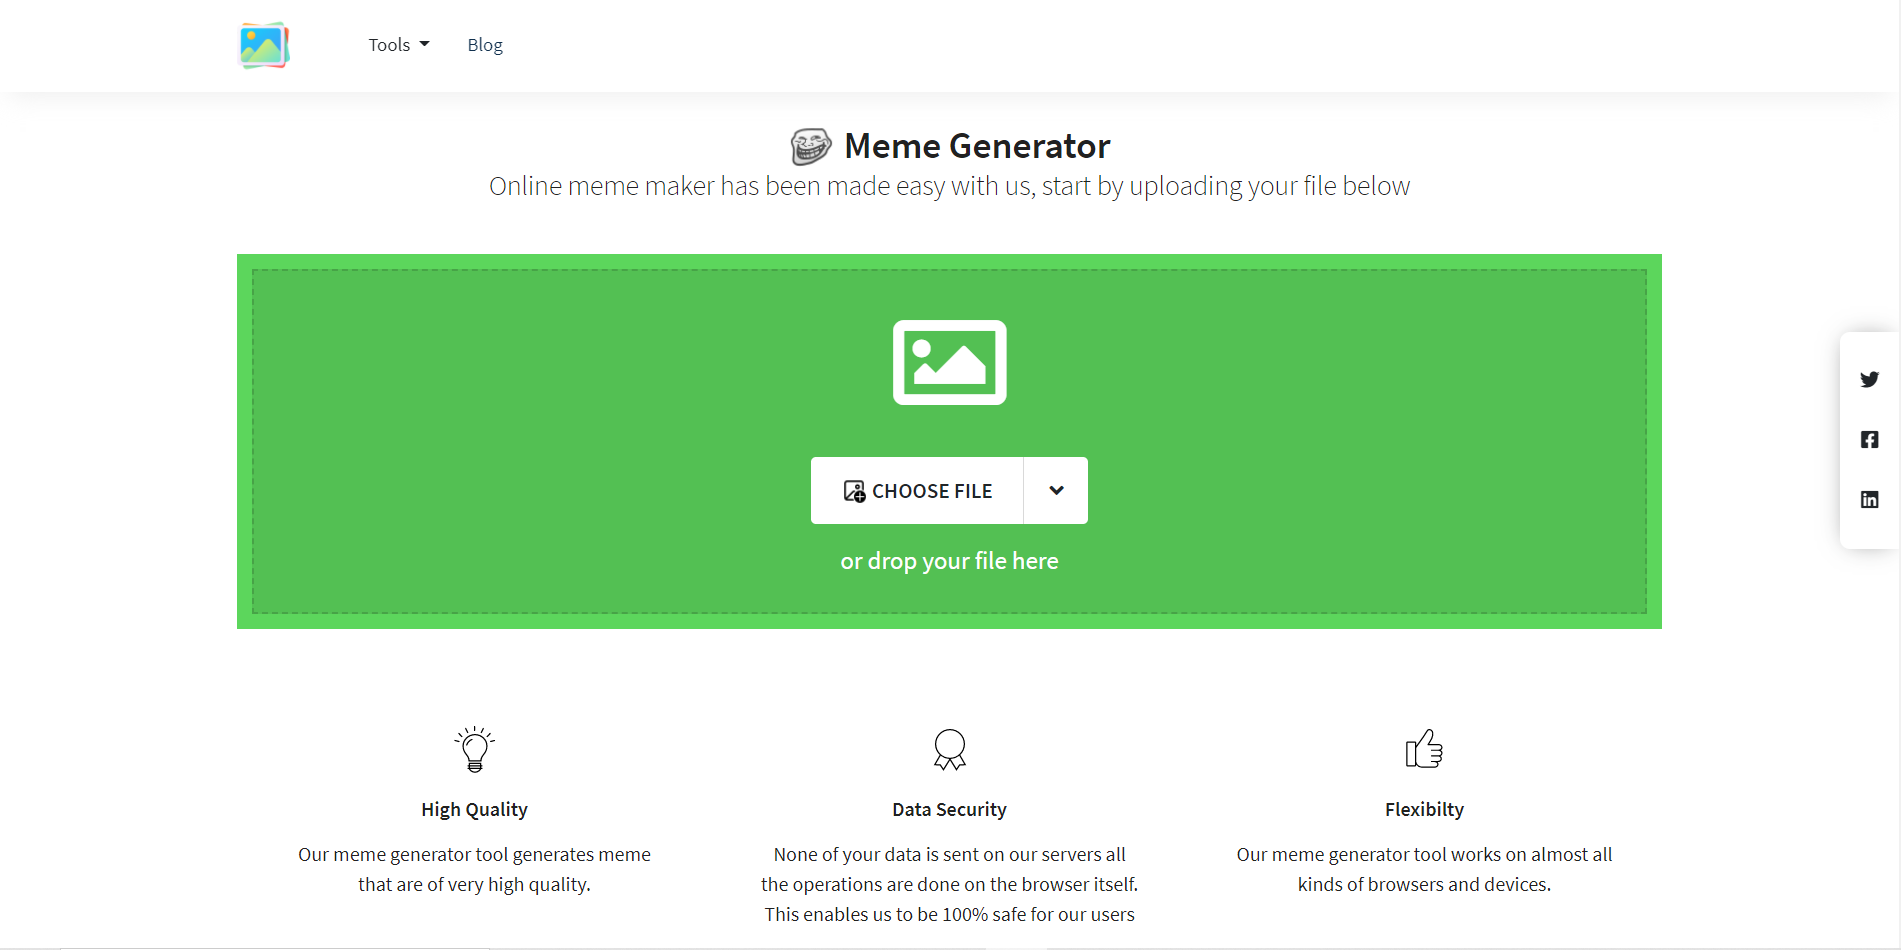 Tools
Blog
Meme Generator
Online meme maker has been made easy with us, start by uploading your file below
CHOOSE FILE
or drop your file here
High Quality
Our meme generator tool generates meme
that are of very high quality.
Data Security
None of your data is sent on our servers all
the operations are done on the browser itself.
This enables us to be 100% safe for our users
Flexibilty
Our meme generator tool works on almost all
kinds of browsers and devices.